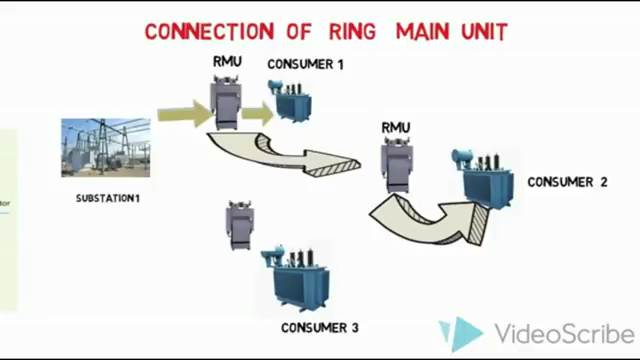 CONNECTION OF RING MAIN UNIT
RMU
CONSUMER 1
RMU
CONSUMER 2
SUBSTATION1
CONSUMER 3
VideoScribe